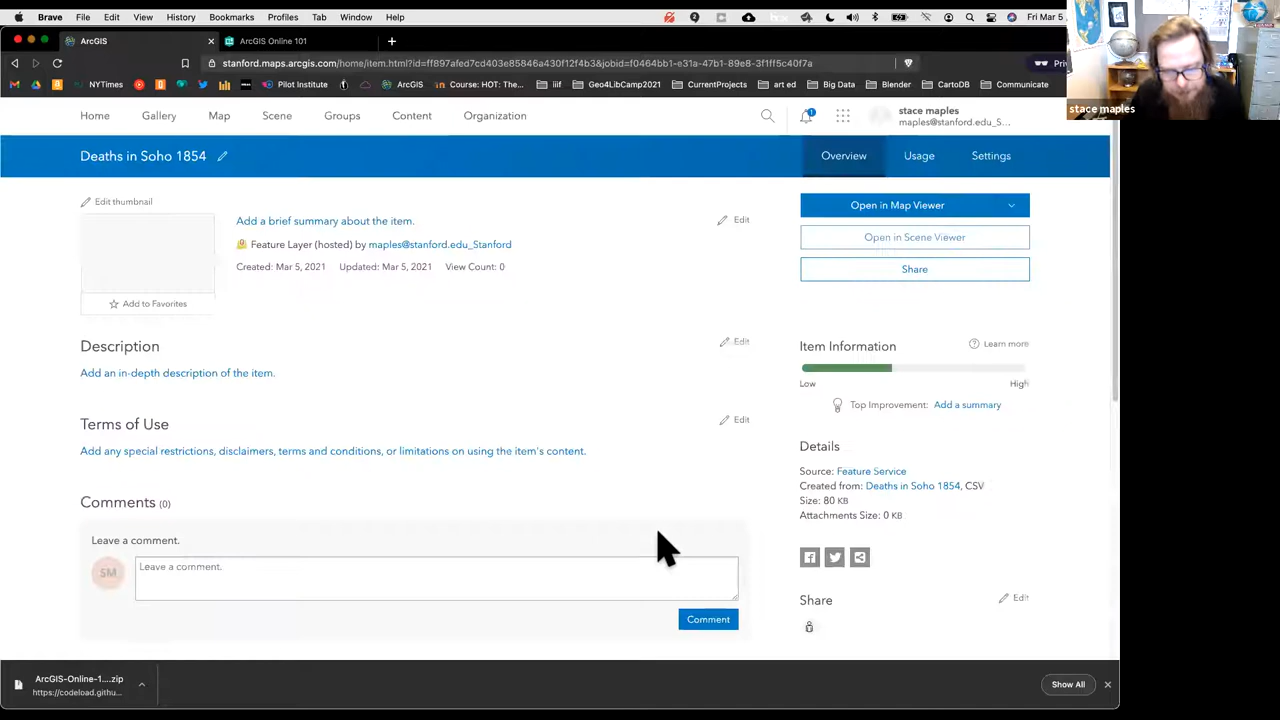 Brave File Edit View History Bookmarks Profiles Tab Window Help
Fri Mar 5
ArcGIS
ArcGIS Online 101
stanford.maps.arcgis.com/home/item.html?id=ff897afed7cd403e85846a430f12f4b3&jobid=f0464bb1-e31a-47b1-89e8-3f1ff5c40f7a
NYTimes Pilot Institute ArcGIS Course: HOT: The... iiif Geo4LibCamp2021 CurrentProjects art ed Big Data Blender CartoDB Communicate
stace maples
Home Gallery Map Scene Groups Content Organization
stace maples
maples@stanford.edu_S...
Deaths in Soho 1854
Overview Usage Settings
Edit thumbnail
Add a brief summary about the item.
Edit
Feature Layer (hosted) by maples@stanford.edu_Stanford
Created: Mar 5, 2021 Updated: Mar 5, 2021 View Count: 0
Add to Favorites
Open in Map Viewer
Open in Scene Viewer
Share
Description
Edit
Add an in-depth description of the item.
Terms of Use
Edit
Add any special restrictions, disclaimers, terms and conditions, or limitations on using the item's content.
Comments (0)
Leave a comment.
SM
Leave a comment.
Comment
Item Information
Learn more
Low High
Top Improvement: Add a summary
Details
Source: Feature Service
Created from: Deaths in Soho 1854, CSV
Size: 80 KB
Attachments Size: 0 KB
Share
Edit
ArcGIS-Online-1....zip
https://codeload.githu...
Show All